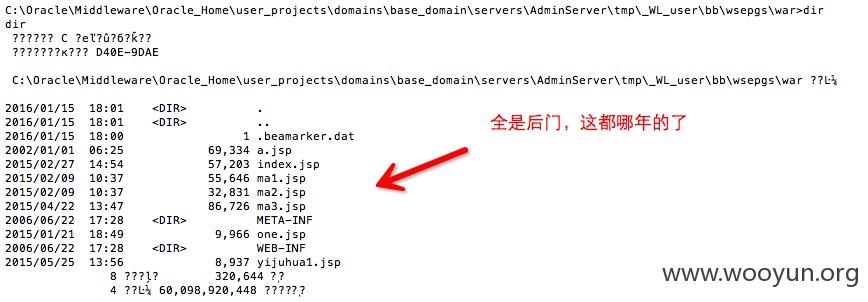 C:\Oracle\Middleware\Oracle_Home\user_projects\domains\base_domain\servers\AdminServer\tmp\_WL_user\bb\wsepgs\war>dir
dir
?????? C
???????к??? D40E-9DAE
C:\Oracle\Middleware\Oracle_Home\user_projects\domains\base_domain\servers\AdminServer\tmp\_WL_user\bb\wsepgs\war
2016/01/15 18:01 <DIR> .
2016/01/15 18:01 <DIR> ..
2016/01/15 18:00 1 .beamarker.dat
2002/01/01 06:25 69,334 a.jsp
2015/02/27 14:54 57,203 index.jsp
2015/02/09 10:37 55,646 ma1.jsp
2015/02/09 10:37 32,831 ma2.jsp
2015/04/22 13:47 86,726 ma3.jsp
2006/06/22 17:28 <DIR> META-INF
2015/01/21 18:49 9,966 one.jsp
2006/06/22 17:28 <DIR> WEB-INF
2015/05/25 13:56 8,937 yijuhua1.jsp
8 320,644
4 60,098,920,448
全是后门，这都哪年的了
www.wooyun.org